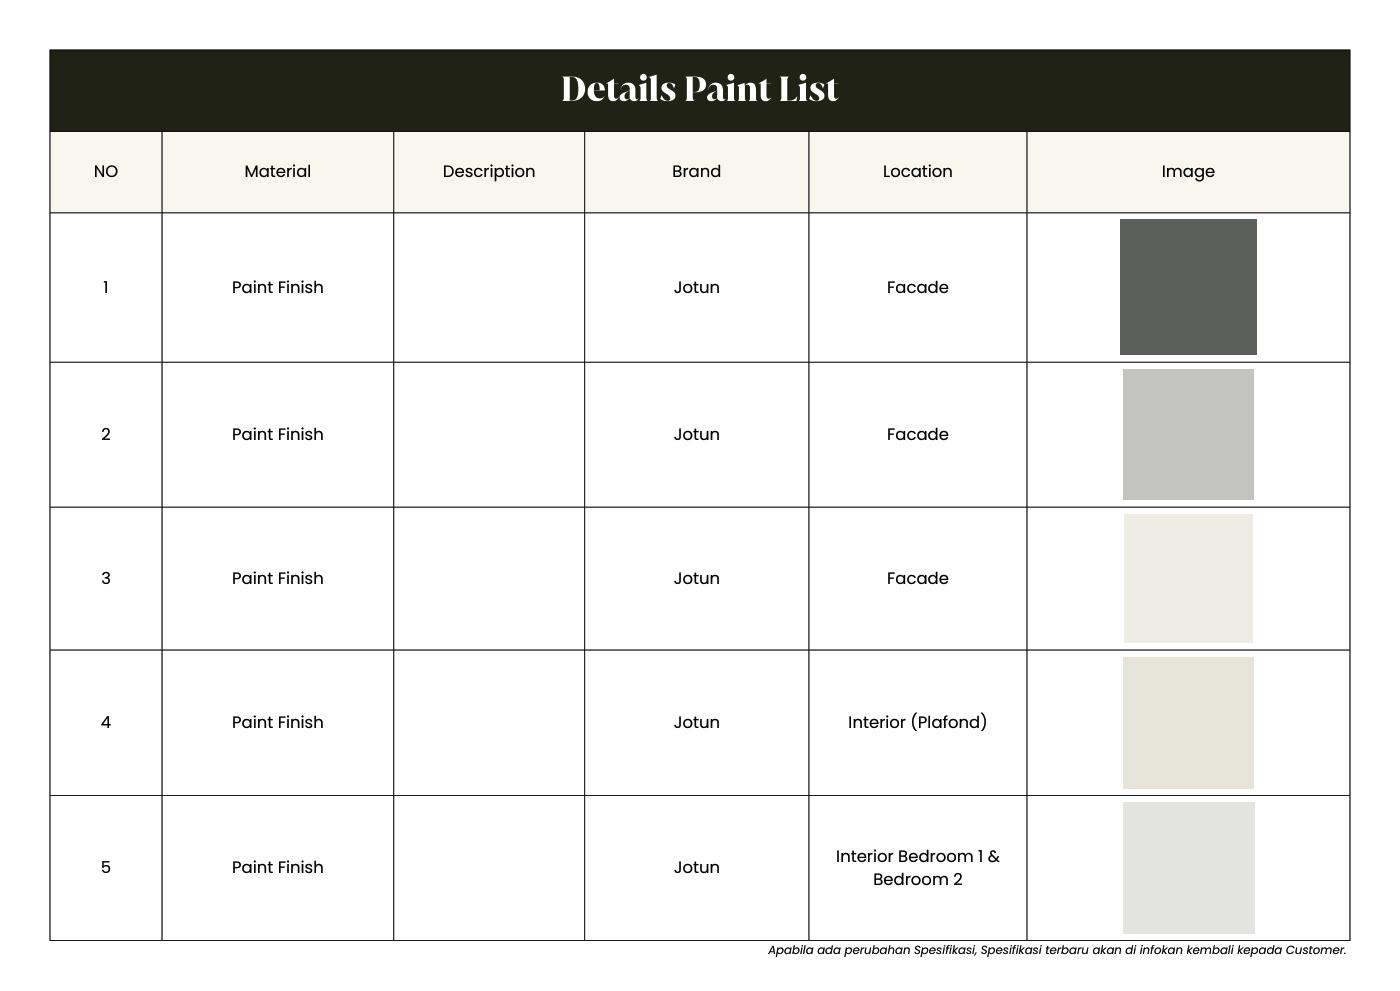 Details Paint List
NO Material Description Brand Location Image
1 Paint Finish Jotun Facade
2 Paint Finish Jotun Facade
3 Paint Finish Jotun Facade
4 Paint Finish Jotun Interior (Plafond)
5 Paint Finish Jotun Interior Bedroom 1 &
Bedroom 2
Apabila ada perubahan Spesifikasi, Spesifikasi terbaru akan di infokan kembali kepada Customer.